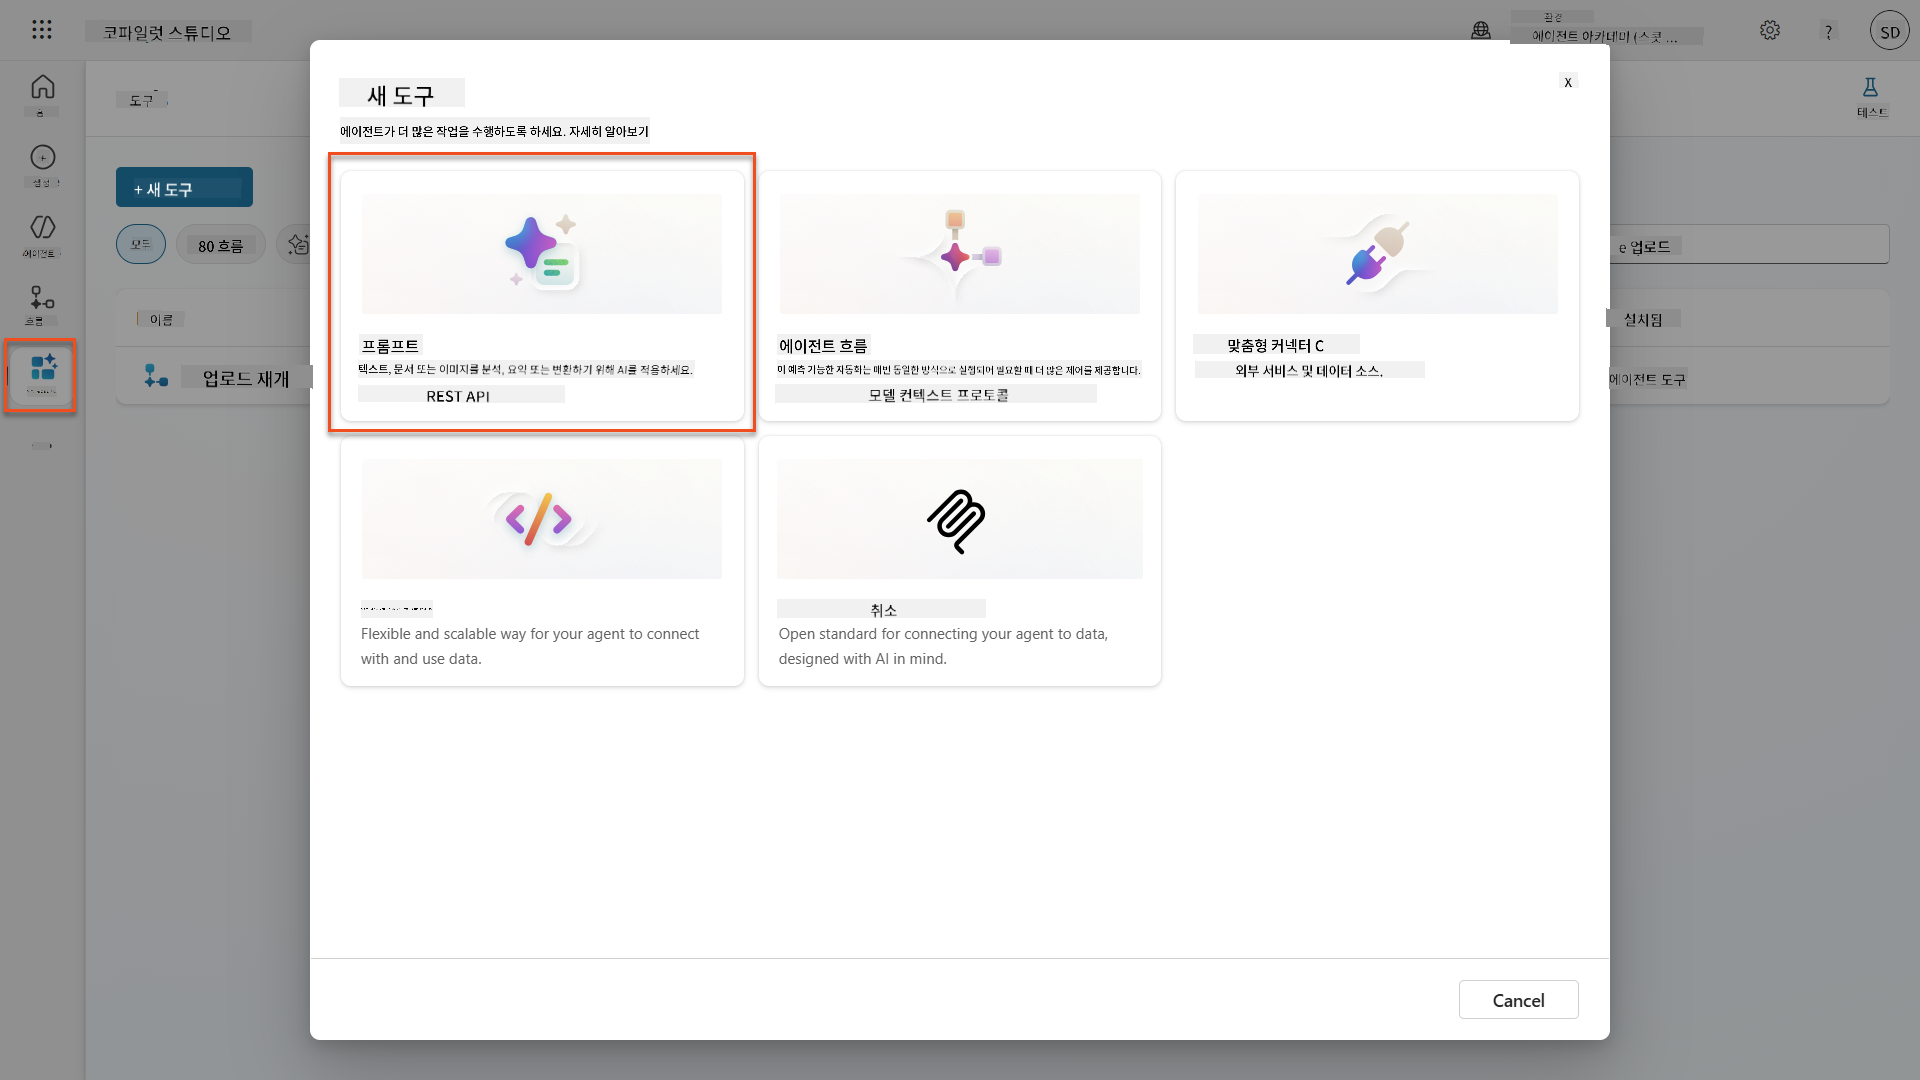 코파일럿 스튜디오
환경
에이전트 아카데미 (스콧 ...
?
SD
홈
도구
테스트
새 도구
X
에이전트가 더 많은 작업을 수행하도록 하세요. 자세히 알아보기
+ 새 도구
모두
80 흐름
e 업로드
에이전트
이름
설치됨
흐름
업로드 재개
에이전트 도구
프롬프트
텍스트, 문서 또는 이미지를 분석, 요약 또는 변환하기 위해 AI를 적용하세요.
REST API
에이전트 흐름
이 예측 가능한 자동화는 매번 동일한 방식으로 실행되어 필요할 때 더 많은 제어를 제공합니다.
모델 컨텍스트 프로토콜
맞춤형 커넥터 C
외부 서비스 및 데이터 소스.
Flexible and scalable way for your agent to connect
with and use data.
취소
Open standard for connecting your agent to data,
designed with AI in mind.
Cancel